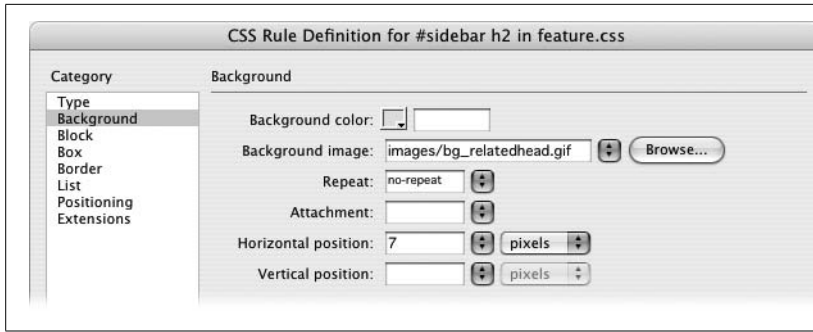 CSS Rule Definition for #sidebar h2 in feature.css
Category
Type
Background
Block
Box
Border
List
Positioning
Extensions
Background
Background color:
Background image: images/bg_relatedhead.gif Browse...
Repeat: no-repeat
Attachment:
Horizontal position: 7 pixels
Vertical position: pixels